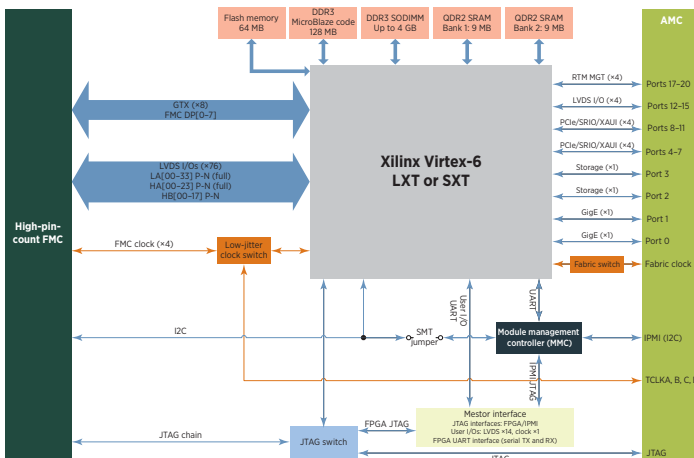 Flash memory
64 MB
DDR3
MicroBlaze code
128 MB
DDR3 SODIMM
Up to 4 GB
QDR2 SRAM
Bank 1: 9 MB
QDR2 SRAM
Bank 2: 9 MB
AMC
High-pin-
count FMC
GTX (×8)
FMC DP[0–7]
LVDS I/Os (×76)
LA[00–33] P-N (full)
HA[00–23] P-N (full)
HB[00–17] P-N
Xilinx Virtex-6
LXT or SXT
RTM MGT (×4)
Ports 17–20
LVDS I/O (×4)
Ports 12–15
PCIe/SRIO/XAUI (×4)
Ports 8–11
PCIe/SRIO/XAUI (×4)
Ports 4–7
Storage (×1)
Port 3
Storage (×1)
Port 2
GigE (×1)
Port 1
GigE (×1)
Port 0
FMC clock (×4)
Low-jitter
clock switch
Fabric switch
Fabric clock
User I/O
UART
UART
I2C
SMT
jumper
Module management
controller (MMC)
IPMI (I2C)
IPMI/JTAG
TCLKA, B, C,
JTAG chain
JTAG switch
FPGA JTAG
Mestor interface
JTAG interfaces: FPGA/IPMI
User I/Os: LVDS ×14, clock ×1
FPGA UART interface (serial TX and RX)
JTAG
JTAG